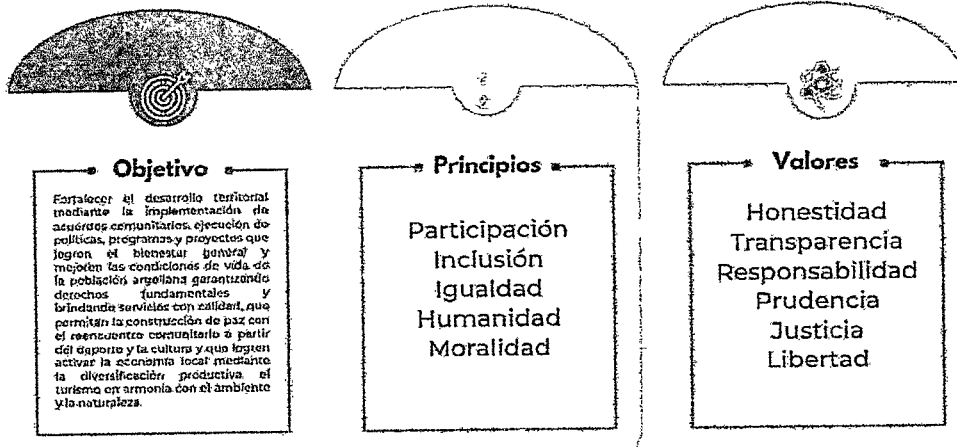 Objetivo
Fortalecer el desarrollo territorial
mediante la implementación de
acuerdos comunitarios, ejecución de
políticas, programas y proyectos que
logren el bienestar general y
mejoren las condiciones de vida de
la población argeliana garantizando
derechos fundamentales y
brindando servicios con calidad, que
permitan la construcción de paz con
el reencuentro comunitario a partir
del deporte y la cultura y que logren
activar la economía local mediante
la diversificación productiva, el
turismo en armonía con el ambiente
y la naturaleza.
Principios
Participación
Inclusión
Igualdad
Humanidad
Moralidad
Valores
Honestidad
Transparencia
Responsabilidad
Prudencia
Justicia
Libertad